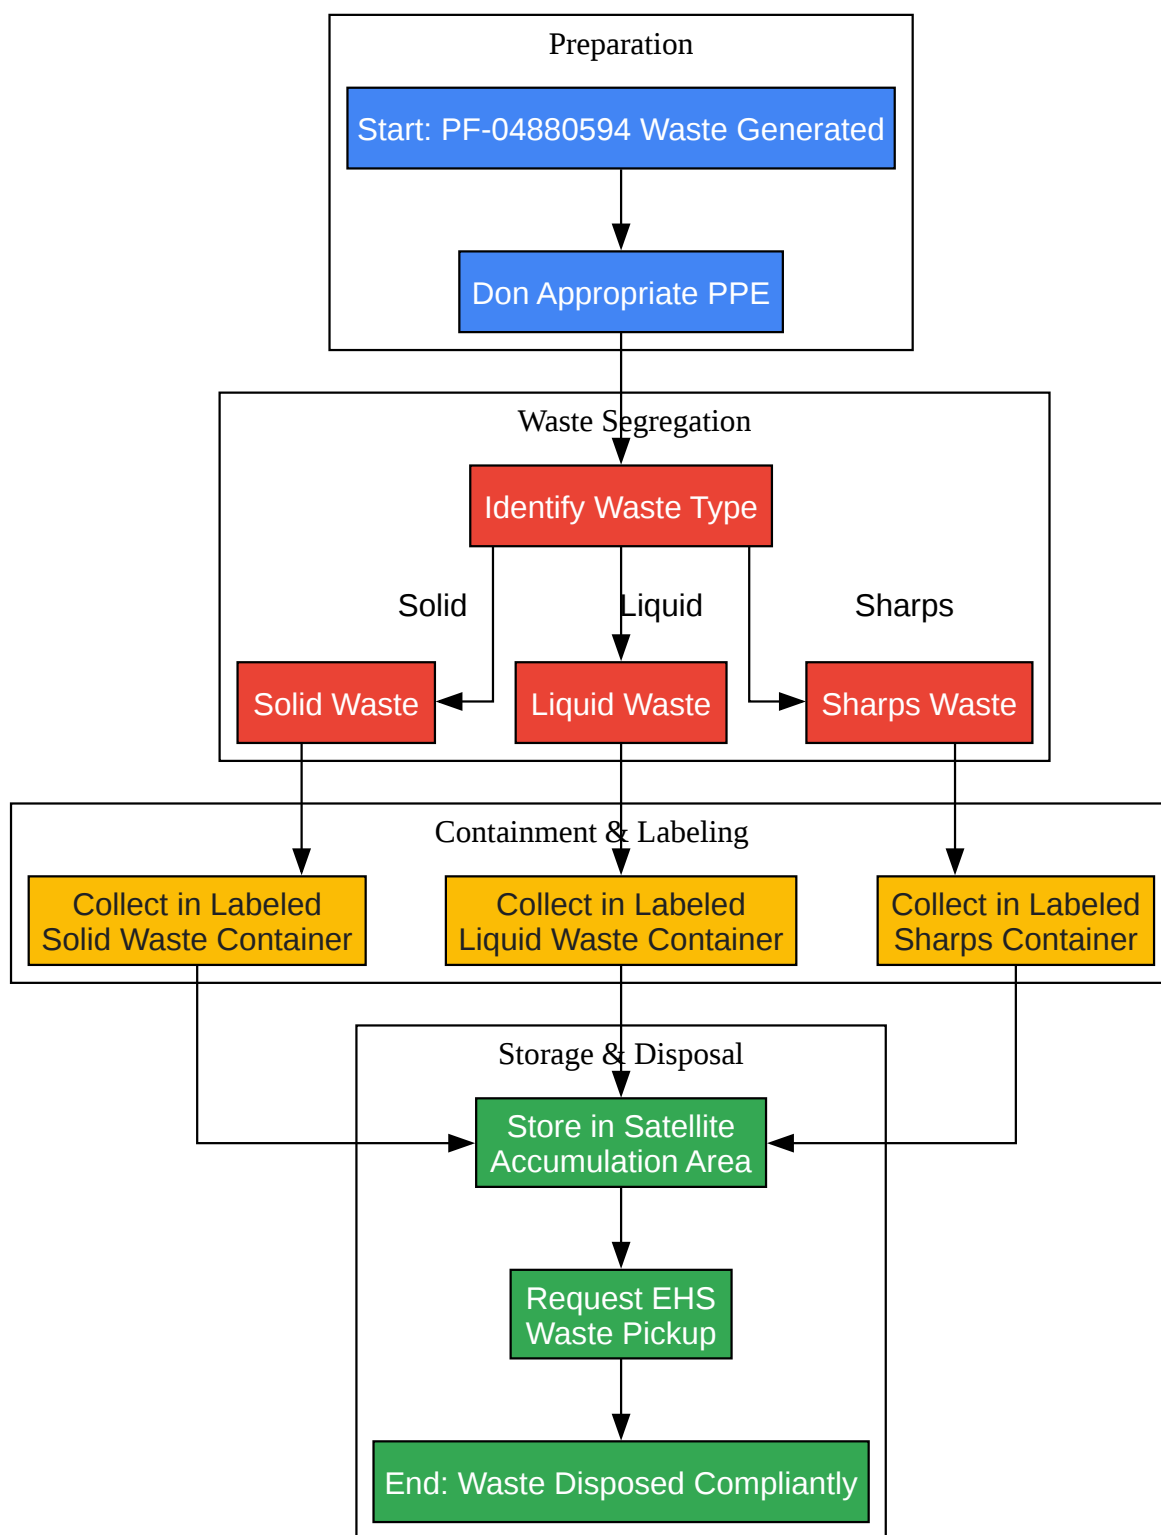 Preparation
Start: PF-04880594 Waste Generated
Don Appropriate PPE
Waste Segregation
Identify Waste Type
Solid
Liquid
Sharps
Solid Waste
Liquid Waste
Sharps Waste
Containment & Labeling
Collect in Labeled
Solid Waste Container
Collect in Labeled
Liquid Waste Container
Collect in Labeled
Sharps Container
Storage & Disposal
Store in Satellite
Accumulation Area
Request EHS
Waste Pickup
End: Waste Disposed Compliantly